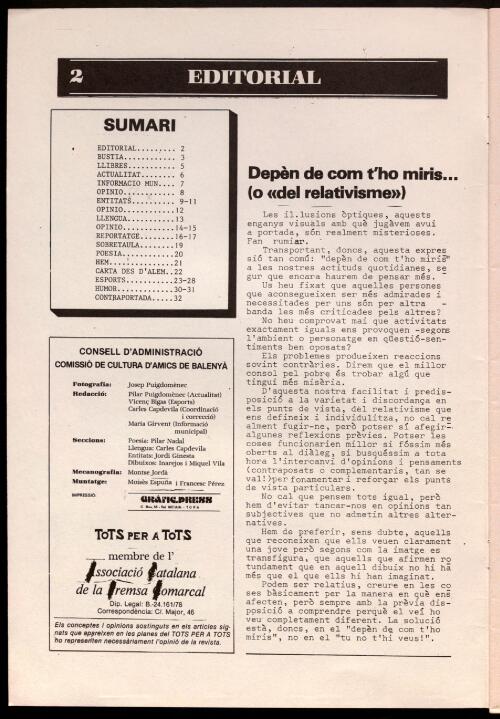 2
EDITORIAL
SUMARI
EDITORIAL.......... 2
BUSTIA............. 3
LLIBRES............ 5
ACTUALITAT......... 6
INFORMACIO MUN..... 7
OPINIO............. 8
ENTITATS.......... 9-11
OPINIO............12
LLENGUA...........13
OPINIO............14-15
REPORTATGE........16-17
SOBRETAULA........19
POESIA............20
HEM...............21
CARTA DES D'ALEM..22
ESPORTS...........23-28
HUMOR.............30-31
CONTRAPORTADA.....32
CONSELL D'ADMINISTRACIÓ
COMISSIÓ DE CULTURA D'AMICS DE BALENYÀ
Fotografia: Josep Puigdomènec
Redacció: Pilar Puigdomènec (Actualitat)
Vicenç Bigas (Esports)
Carles Capdevila (Coordinació
i correcció)
Maria Girvent (Informació
municipal)
Seccions: Poesia: Pilar Nadal
Llengua: Carles Capdevila
Entitats: Jordi Ginesta
Dibuixos: Inarejos i Miquel Vila
Mecanografia: Montse Jordà
Muntatge: Moisès España i Francesc Pérez
IMPRESSIÓ:
GRÀFIC-PRESS
TOTS PER A TOTS
membre de l'
Associació Catalana
de la Premsa Comarcal
Dip. Legal: B.-24.161/78
Correspondència: Cr. Major, 46
Els conceptes i opinions sostinguts en els articles sig-
nats que apareixen en les planes del TOTS PER A TOTS
no representen necessàriament l'opinió de la revista.
Depèn de com t'ho miris...
(o «del relativisme»)
Les il.lusions òptiques, aquests
enganys visuals amb què jugàvem avui
a portada, són realment misterioses.
Fan rumiar.
Transportant, doncs, aquesta expres
sió tan comú: "depèn de com t'ho miris"
a les nostres actituds quotidianes, se
gur que encara haurem de pensar més.
Us heu fixat que aquelles persones
que aconsegueixen ser més admirades i
necessitades per uns són per altra
banda les més criticades pels altres?
No heu comprovat mai que activitats
exactament iguals ens provoquen -segons
l'ambient o personatge en qüestió-sen-
timents ben oposats?
Els problemes produeixen reaccions
sovint contràries. Direm que el millor
consol pel pobre és trobar algú que
tingui més misèria.
D'aquesta nostra facilitat i predis-
posició a la varietat i discordança en
els punts de vista, del relativisme que
ens defineix i individulitza, no cal re
alment fugir-ne, però potser sí afegir-
algunes reflexions prèvies. Potser les
coses funcionarien millor si fóssim més
oberts al diàleg, si busquéssim a tota
hora l'intercanvi d'opinions i pensaments
(contraposats o complementaris, tan se
val!)per fonamentar i reforçar els punts
de vista particulars.
No cal que pensem tots igual, però
hem d'evitar tancar-nos en opinions tan
subjectives que no admetin altres alter-
natives.
Hem de preferir, sens dubte, aquells
que reconeixen que ells veuen clarament
una jove però segons com la imatge es
transfigura, que aquells que afirmen ro
tundament que en aquell dibuix no hi ha
més que el que ells hi han imaginat.
Podem ser relatius, creure en les co
ses bàsicament per la manera en què ens
afecten, però sempre amb la prèvia dis-
posició a comprendre perquè el veí ho
veu completament diferent. La solució
està, doncs, en el "depèn de com t'ho
miris", no en el "tu no t'hi veus!".